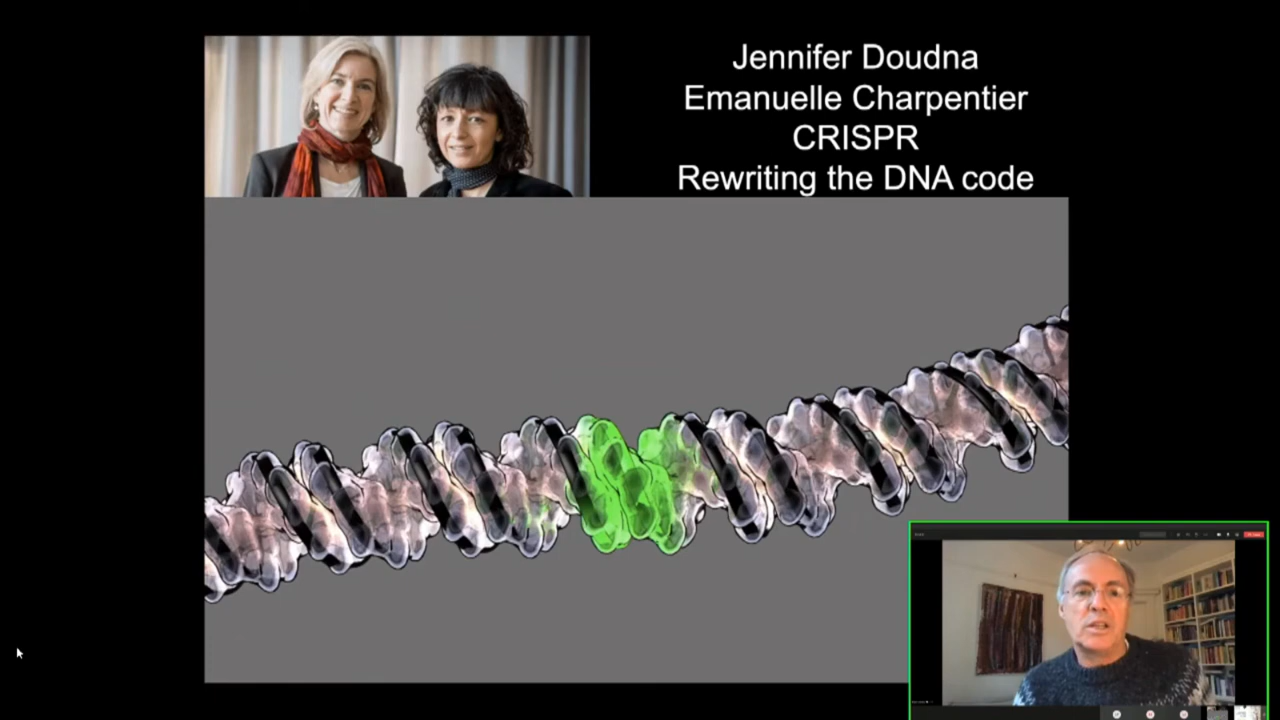 Jennifer Doudna
Emanuelle Charpentier
CRISPR
Rewriting the DNA code